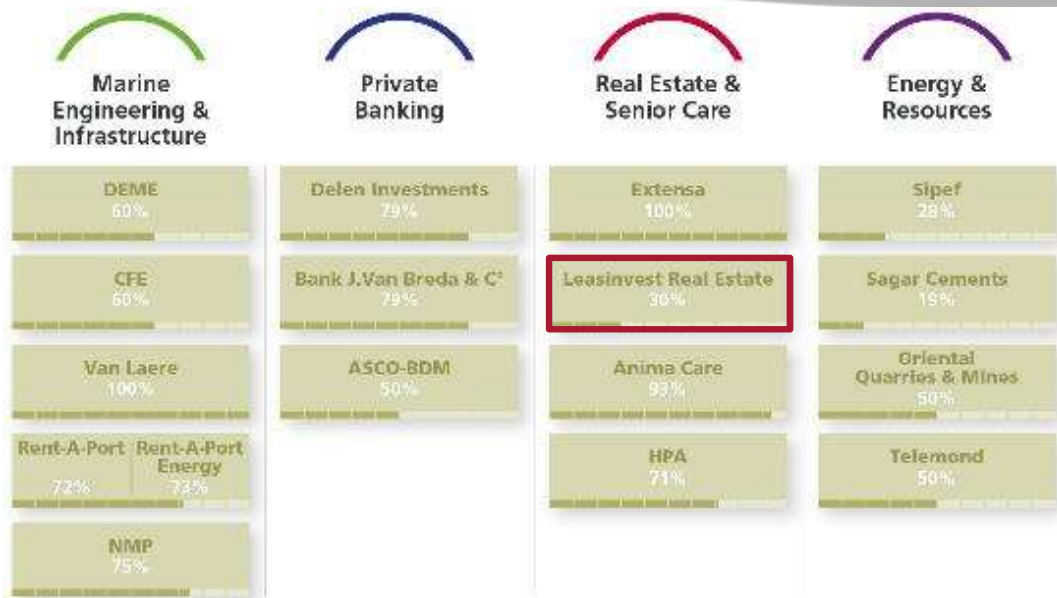 Marine
Engineering &
Infrastructure
DEME
60%
CFE
60%
Van Laere
100%
Rent-A-Port
72%
Rent-A-Port
Energy
73%
NMP
75%
Private
Banking
Delen Investments
79%
Bank J.Van Breda & C°
79%
ASCO-BDM
50%
Real Estate &
Senior Care
Extensa
100%
Leasinvest Real Estate
30%
Anima Care
93%
HPA
71%
Energy &
Resources
Sipef
28%
Sagar Cements
19%
Oriental
Quarries & Mines
50%
Telemond
50%